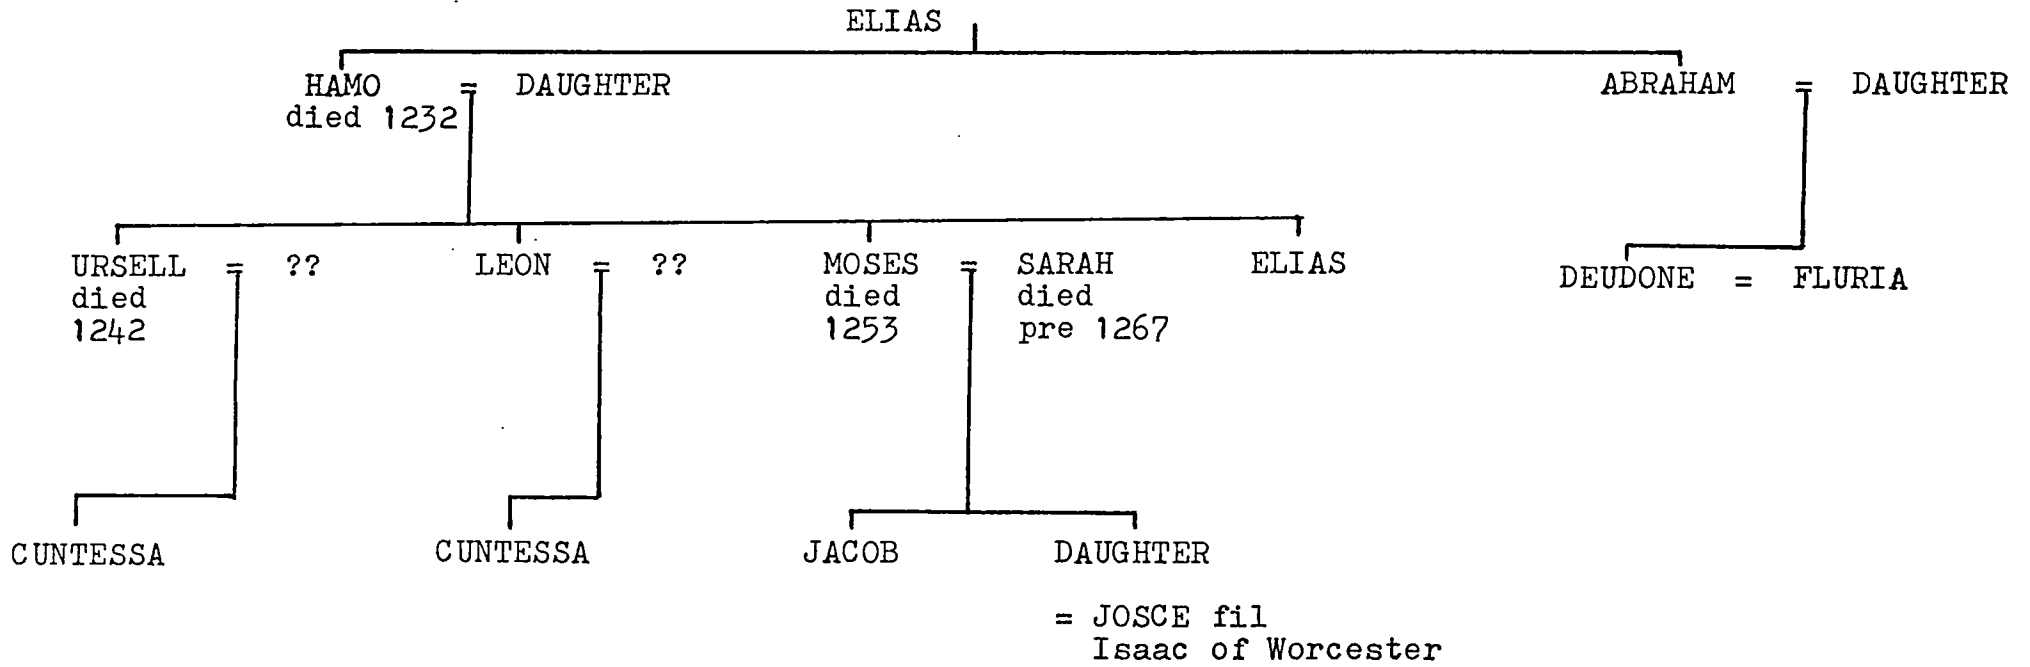 ELIAS
HAMO = DAUGHTER ABRAHAM = DAUGHTER
died 1232
URSELL = ?? LEON = ?? MOSES = SARAH ELIAS DEUDONE = FLURIA
died died died
1242 1253 pre 1267
CUNTESSA CUNTESSA JACOB DAUGHTER
= JOSCE fil
Isaac of Worcester